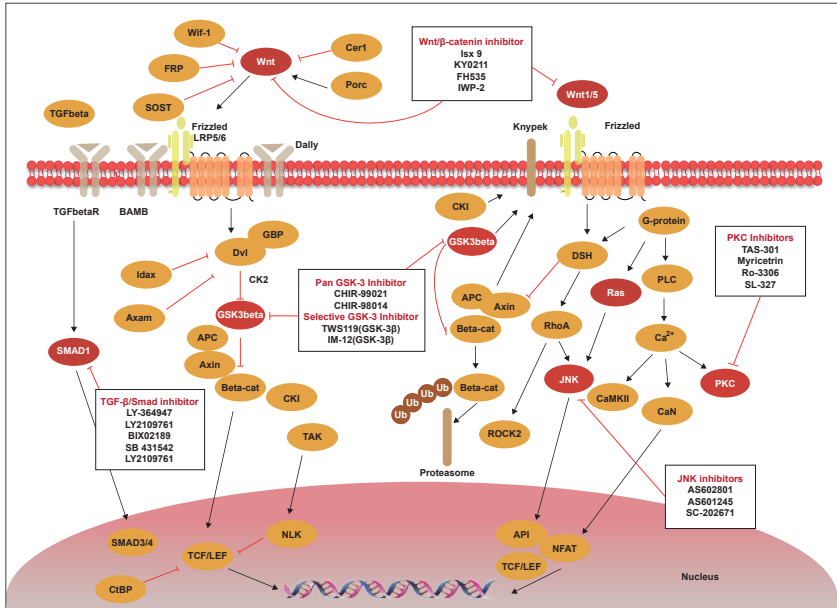 Wif-1
FRP
SOST
TGFbeta
Wnt
Cer1
Porc
Wnt/β-catenin inhibitor
Isx 9
KY0211
FH535
IWP-2
Wnt1/5
Frizzled
LRP5/6
Dally
Knypek
Frizzled
TGFbetaR
BAMB
GBP
Dvl
Idax
Axam
CK2
GSK3beta
APC
Axin
Beta-cat
CKI
TAK
NLK
SMAD1
TGF-β/Smad inhibitor
LY-364947
LY2109761
BIX02189
SB 431542
LY2109761
Pan GSK-3 Inhibitor
CHIR-99021
CHIR-98014
Selective GSK-3 Inhibitor
TWS119(GSK-3β)
IM-12(GSK-3β)
CKI
GSK3beta
APC
Axin
Beta-cat
Beta-cat
Ub
Ub
Ub
Ub
Proteasome
DSH
G-protein
Ras
PLC
RhoA
Ca2+
JNK
CaMKII
PKC
CaN
ROCK2
PKC Inhibitors
TAS-301
Myricetrin
Ro-3306
SL-327
JNK inhibitors
AS602801
AS601245
SC-202671
SMAD3/4
CtBP
TCF/LEF
API
NFAT
TCF/LEF
Nucleus